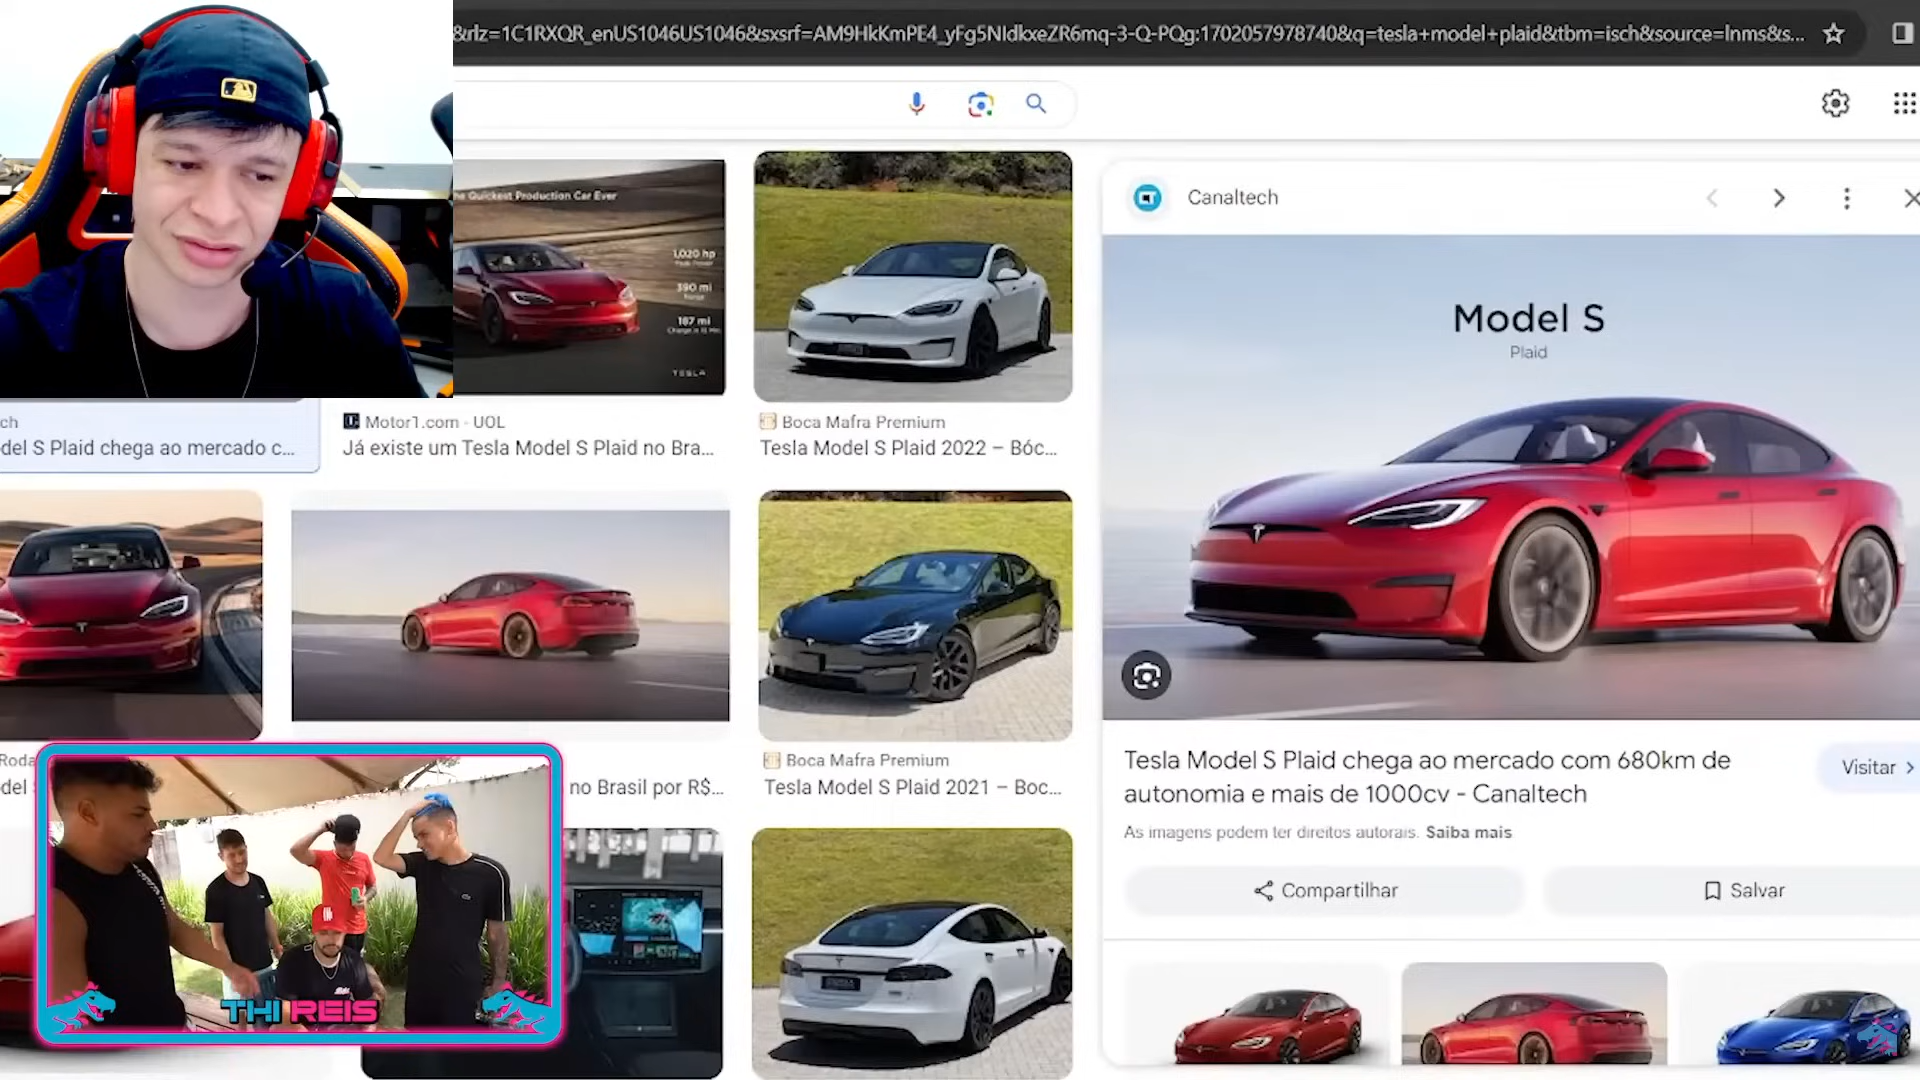 &rlz=1C1RXQR_enUS1046US1046&sxsrf=AM9HkKmPE4_yFg5NIdkxeZR6mq-3-Q-PQg:1702057978740&q=tesla+model+plaid&tbm=isch&source=lnms&s...
he Quickest Production Car Ever
1,020 hp
390 mi
187 mi
TESLA
Canaltech
Model S
Plaid
ch
del S Plaid chega ao mercado c...
Motor1.com - UOL
Já existe um Tesla Model S Plaid no Bra...
Boca Mafra Premium
Tesla Model S Plaid 2022 – Bóc...
Roda
del
no Brasil por R$...
Boca Mafra Premium
Tesla Model S Plaid 2021 – Boc...
Tesla Model S Plaid chega ao mercado com 680km de
autonomia e mais de 1000cv - Canaltech
Visitar
As imagens podem ter direitos autorais. Saiba mais
Compartilhar
Salvar
THI REIS